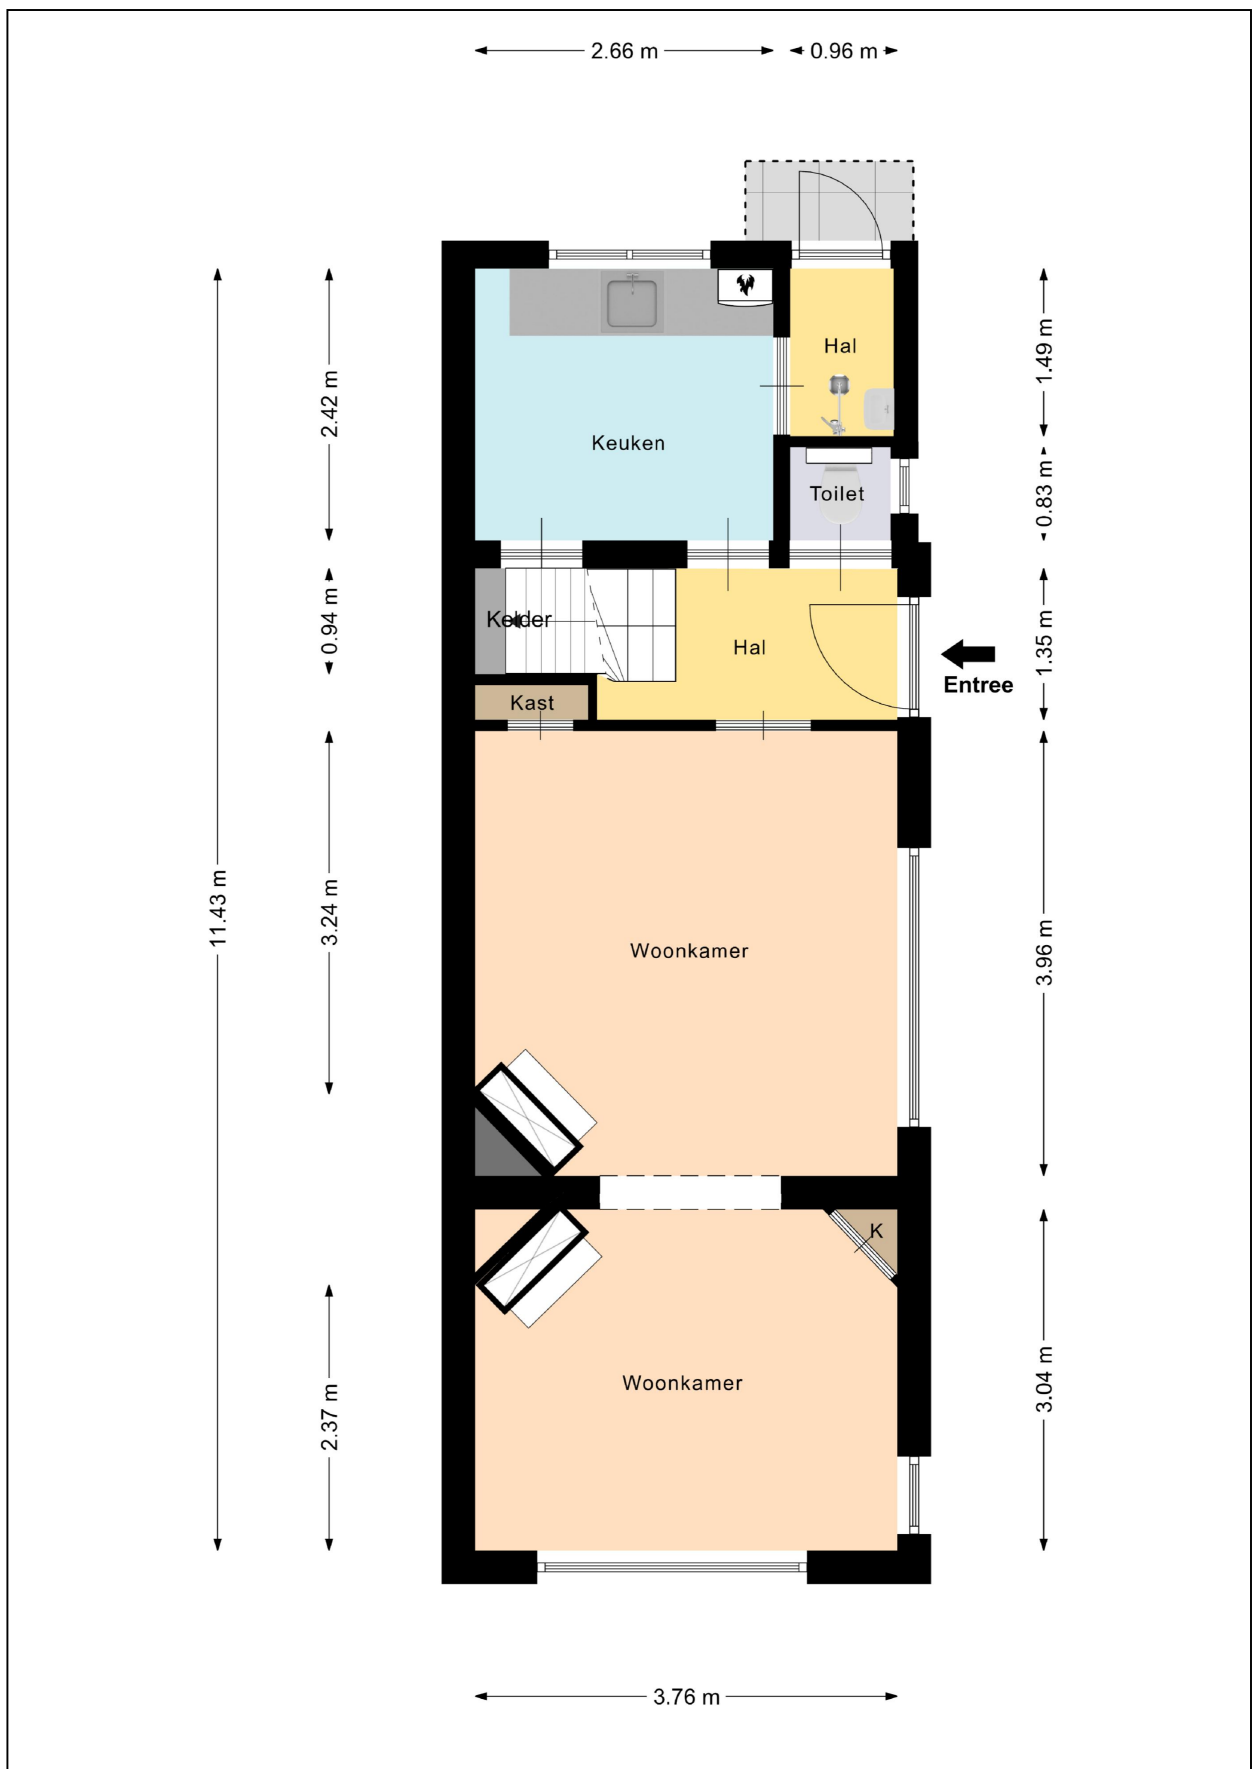 2.66 m
0.96 m
Hal
1.49 m
2.42 m
Keuken
Toilet
0.83 m
0.94 m
Kelder
Hal
1.35 m
Entree
Kast
11.43 m
3.24 m
Woonkamer
3.96 m
K
2.37 m
Woonkamer
3.04 m
3.76 m